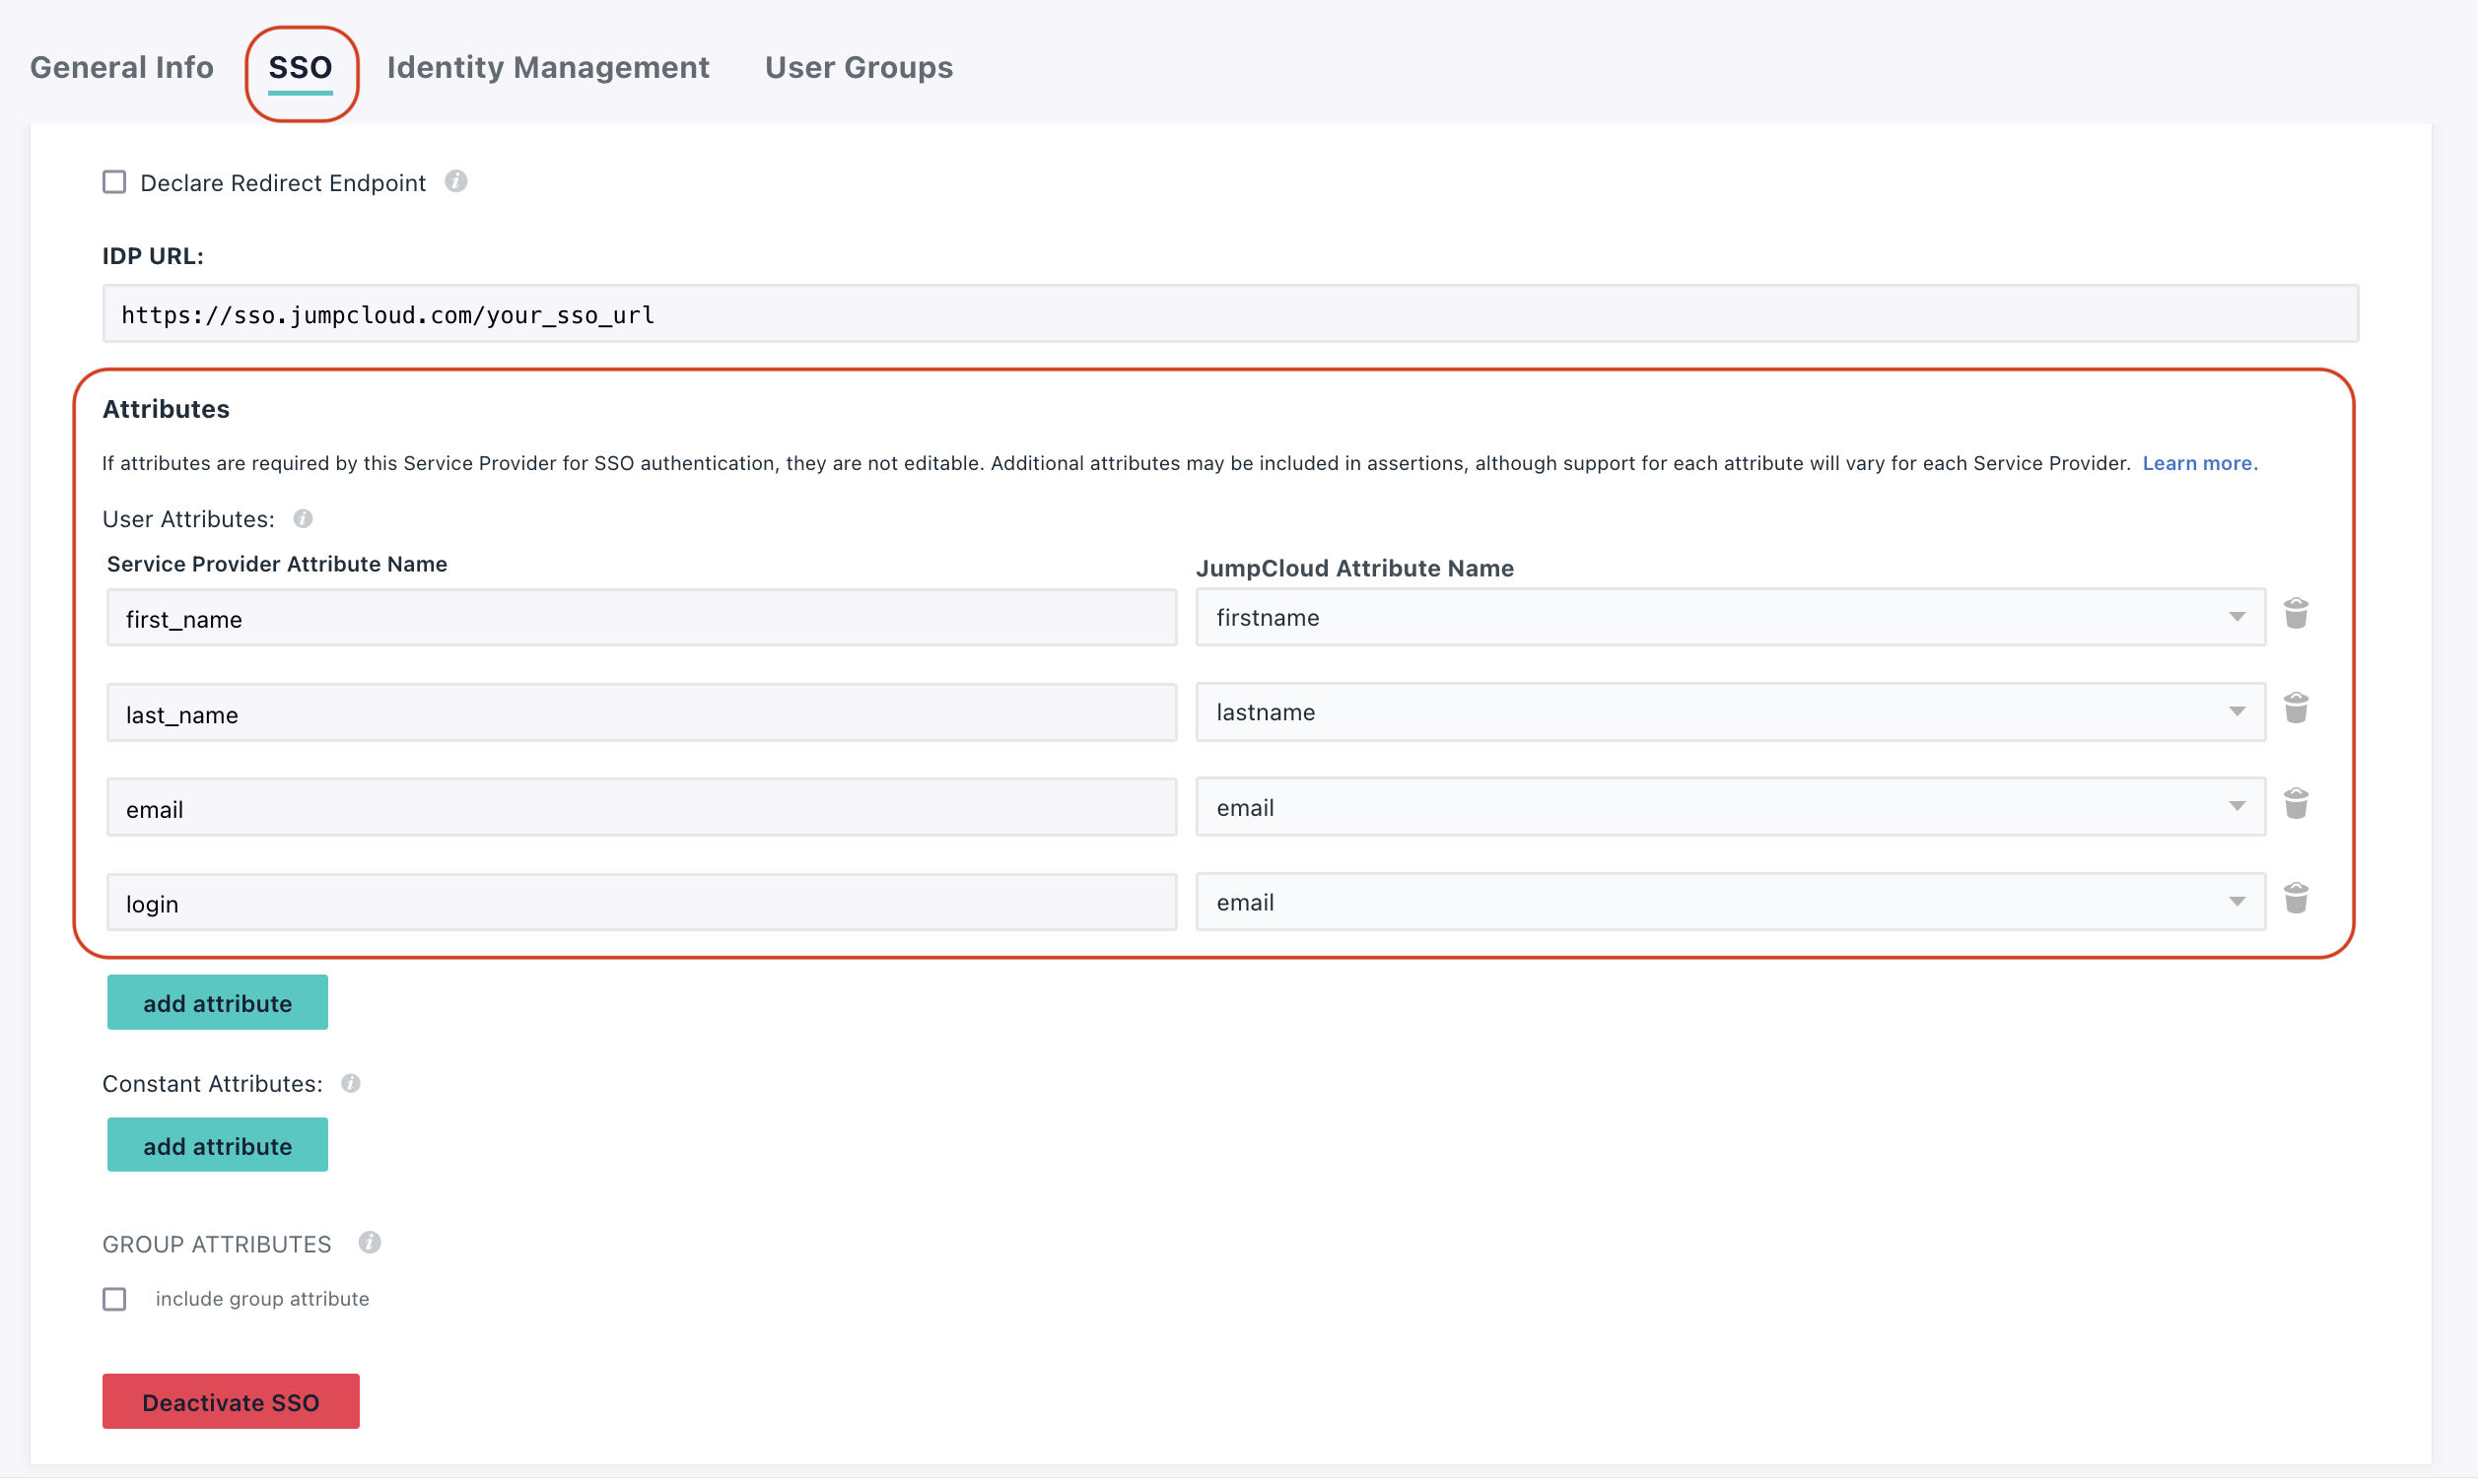 General Info SSO Identity Management User Groups
Declare Redirect Endpoint i
IDP URL:
https://sso.jumpcloud.com/your_sso_url
Attributes
If attributes are required by this Service Provider for SSO authentication, they are not editable. Additional attributes may be included in assertions, although support for each attribute will vary for each Service Provider. Learn more.
User Attributes: i
Service Provider Attribute Name JumpCloud Attribute Name
first_name firstname
last_name lastname
email email
login email
add attribute
Constant Attributes: i
add attribute
GROUP ATTRIBUTES i
include group attribute
Deactivate SSO